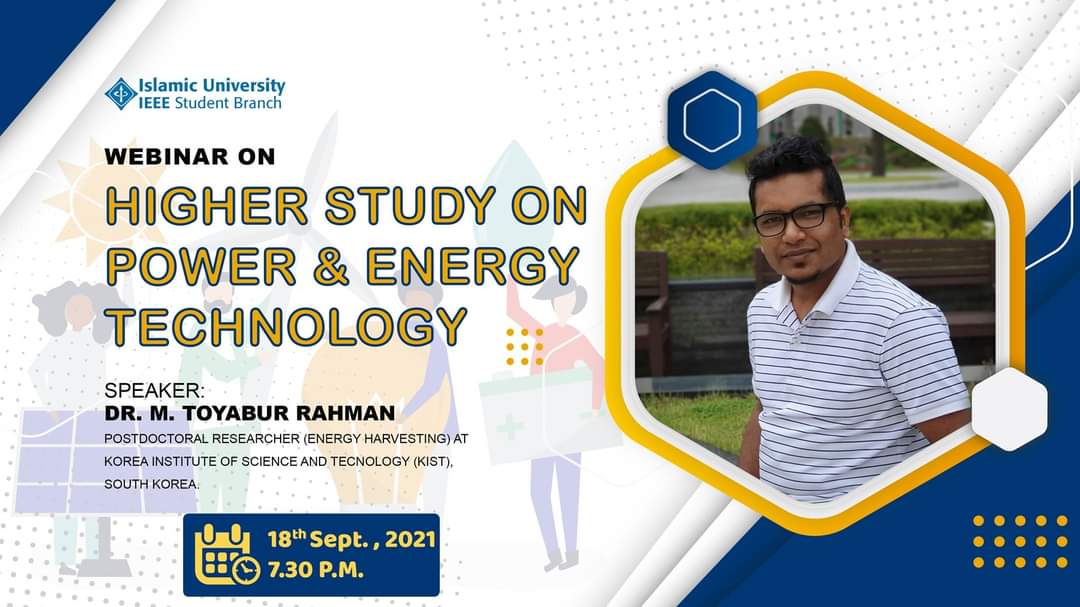 Islamic University
IEEE Student Branch
WEBINAR ON
HIGHER STUDY ON
POWER & ENERGY
TECHNOLOGY
SPEAKER:
DR. M. TOYABUR RAHMAN
POSTDOCTORAL RESEARCHER (ENERGY HARVESTING) AT
KOREA INSTITUTE OF SCIENCE AND TECNOLOGY (KIST),
SOUTH KOREA.
18th Sept. , 2021
7.30 P.M.